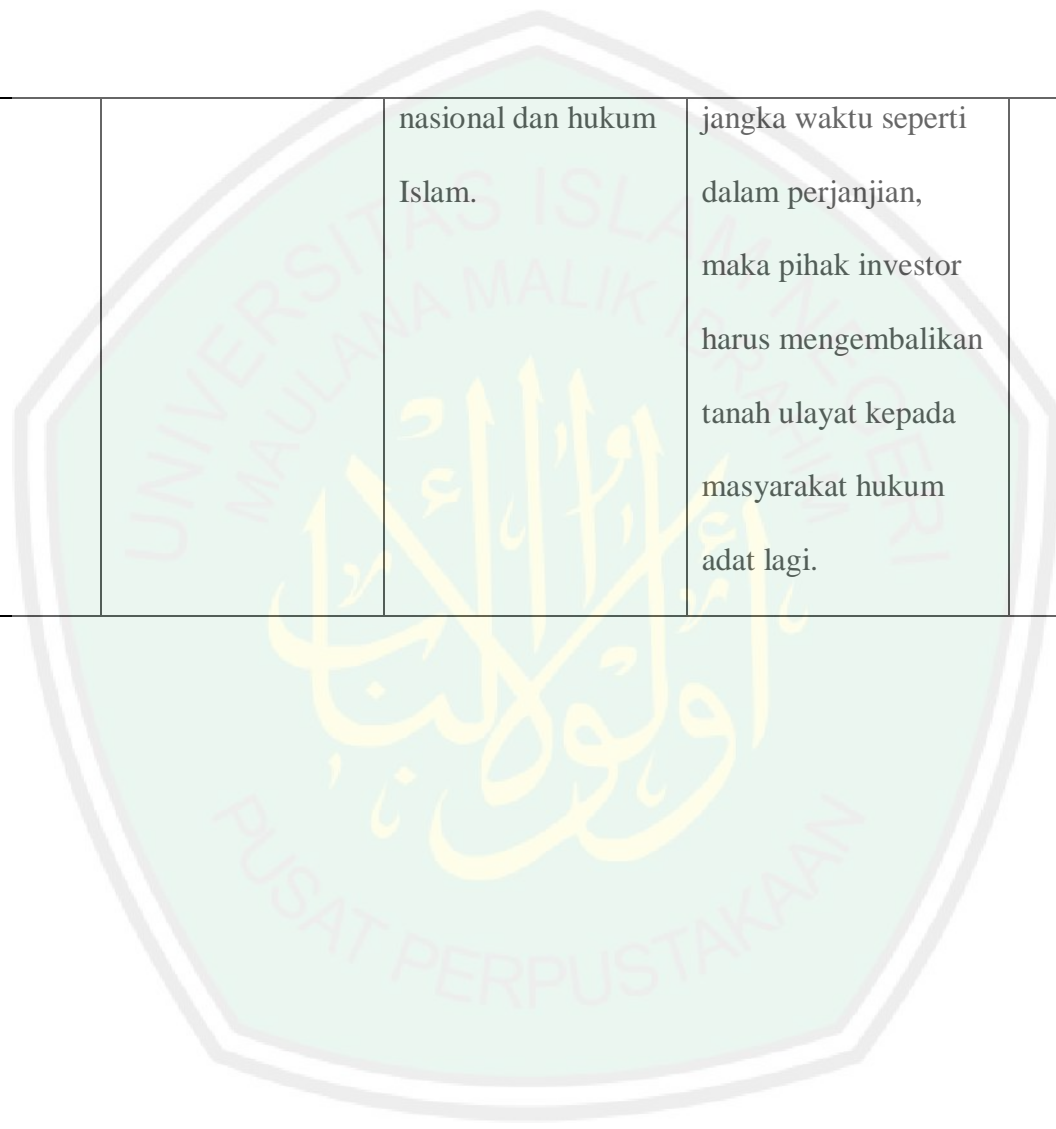 nasional dan hukum
Islam.
jangka waktu seperti
dalam perjanjian,
maka pihak investor
harus mengembalikan
tanah ulayat kepada
masyarakat hukum
adat lagi.
UNIVERSITAS ISLAM NEGERI
MAULANA MALIK IBRAHIM
PUSAT PERPUSTAKAAN